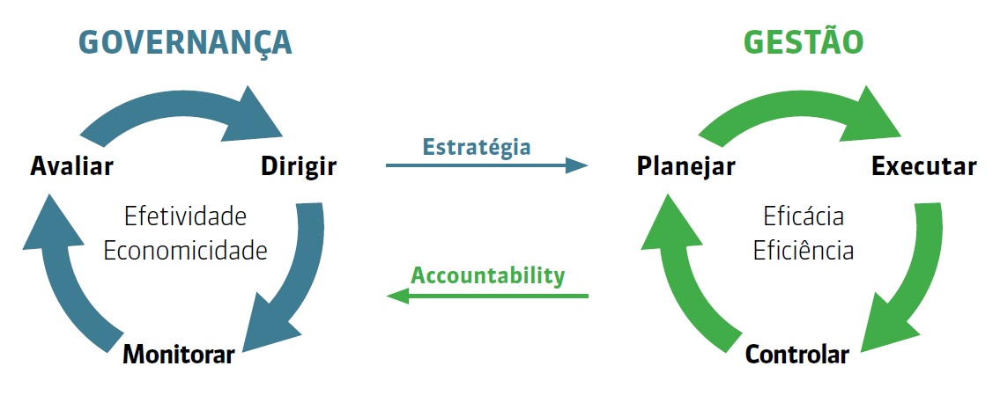 GOVERNANÇA
Avaliar
Dirigir
Efetividade
Economicidade
Monitorar
Estratégia
Accountability
GESTÃO
Planejar
Executar
Eficácia
Eficiência
Controlar